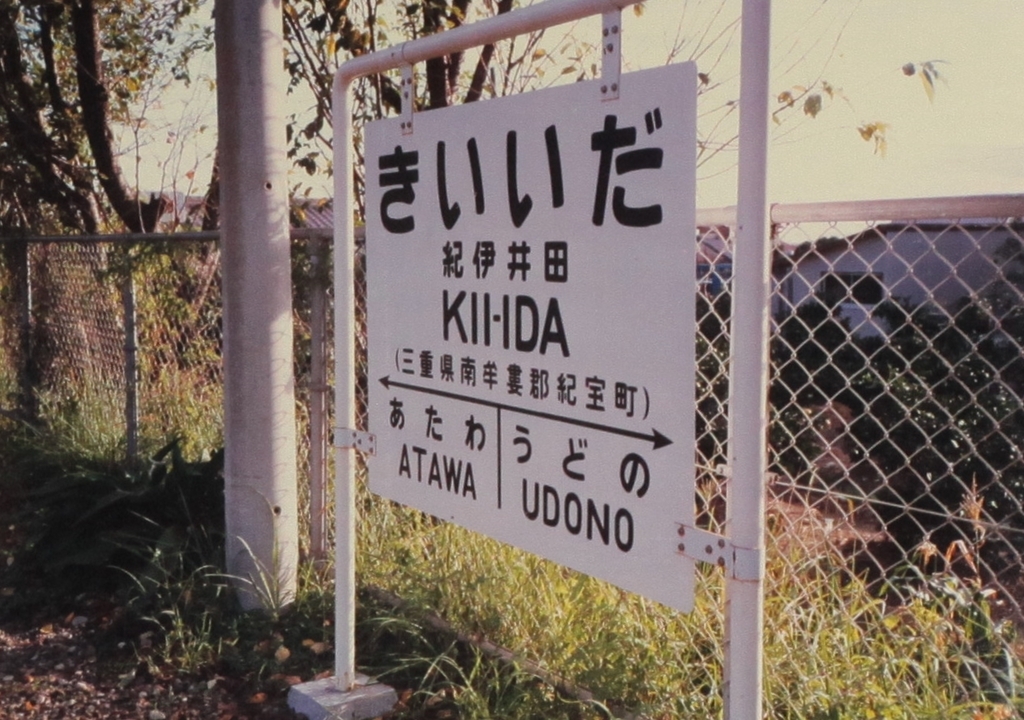 きいいだ
紀伊井田
KII-IDA
(三重県南牟婁郡紀宝町)
あたわ うどの
ATAWA UDONO